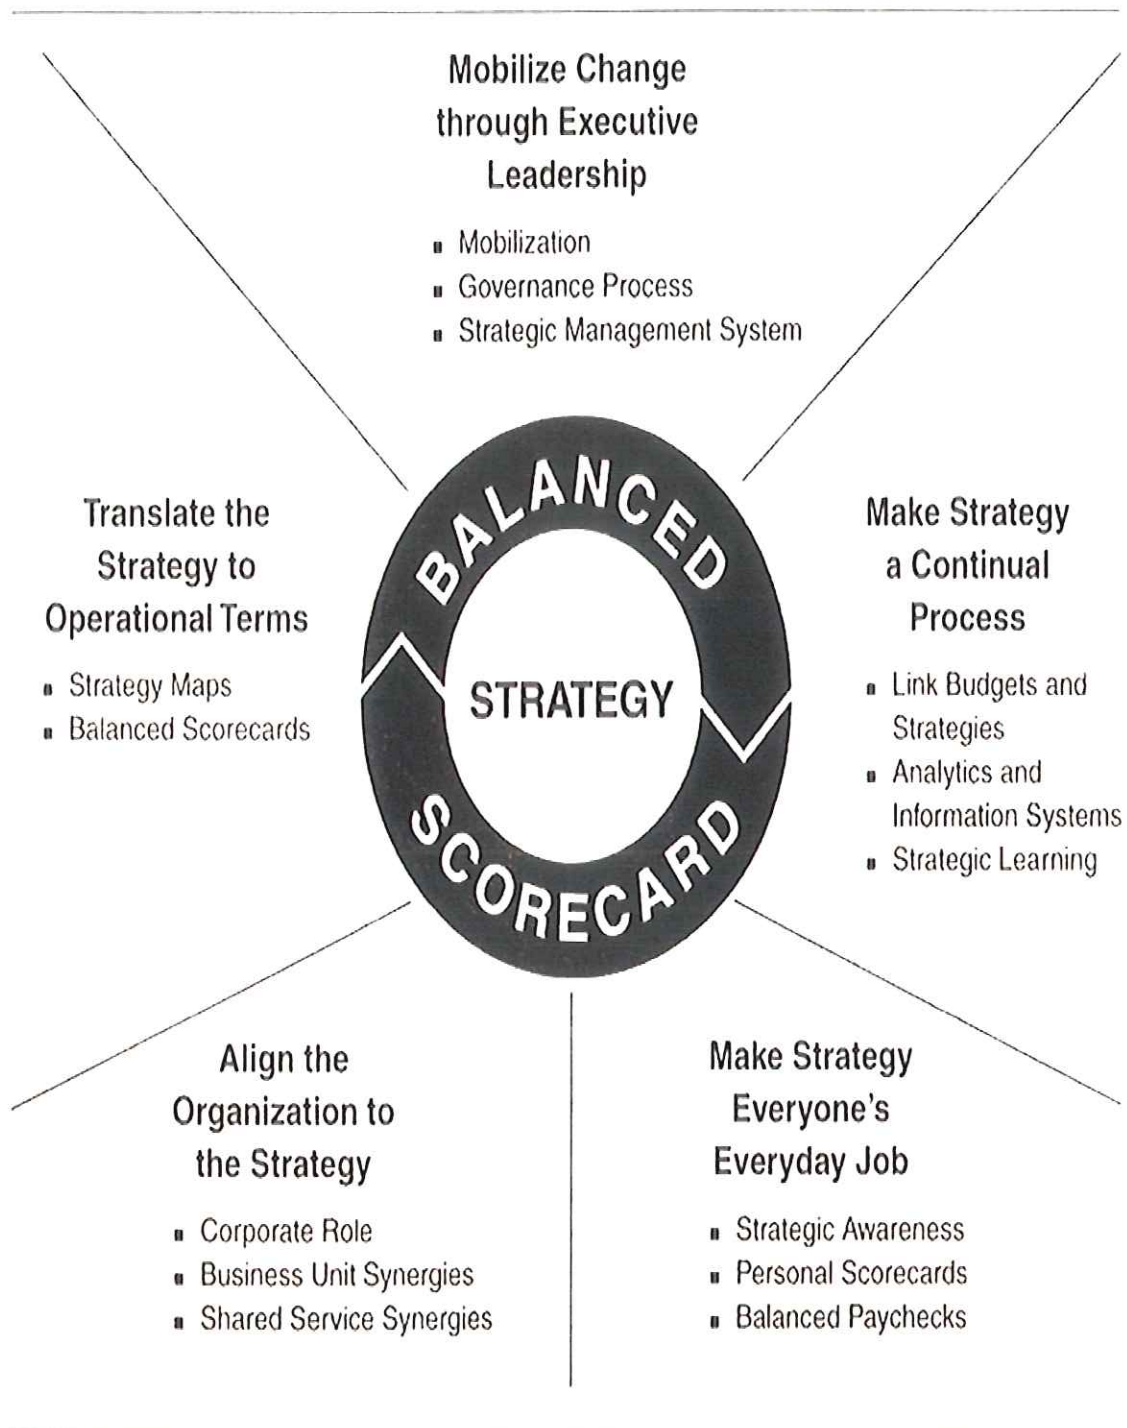 Mobilize Change
through Executive
Leadership
▪ Mobilization
▪ Governance Process
▪ Strategic Management System
BALANCED
STRATEGY
SCORECARD
Translate the
Strategy to
Operational Terms
▪ Strategy Maps
▪ Balanced Scorecards
Make Strategy
a Continual
Process
▪ Link Budgets and
Strategies
▪ Analytics and
Information Systems
▪ Strategic Learning
Align the
Organization to
the Strategy
▪ Corporate Role
▪ Business Unit Synergies
▪ Shared Service Synergies
Make Strategy
Everyone's
Everyday Job
▪ Strategic Awareness
▪ Personal Scorecards
▪ Balanced Paychecks